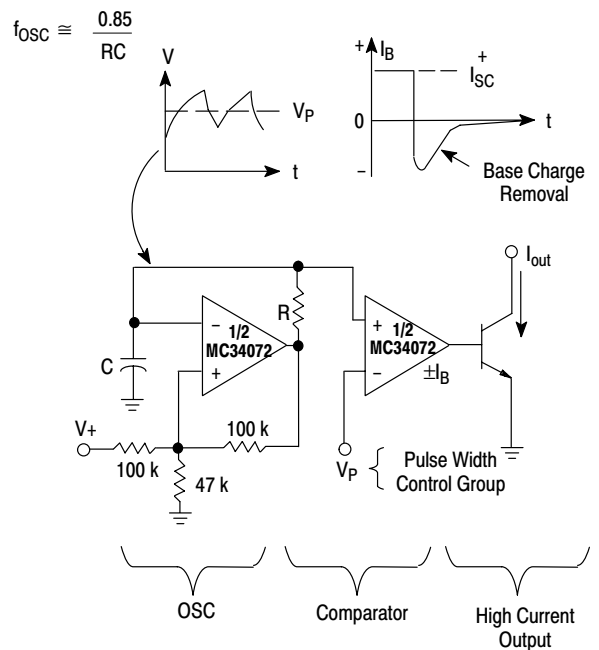 fOSC ≅ 0.85
RC
V
VP
t
+ IB
ISC +
0
t
−
Base Charge
Removal
Iout
R
−
1/2
MC34072
+
C
+
1/2
MC34072
−
±IB
V+
100 k
100 k
47 k
VP { Pulse Width
Control Group
OSC
Comparator
High Current
Output